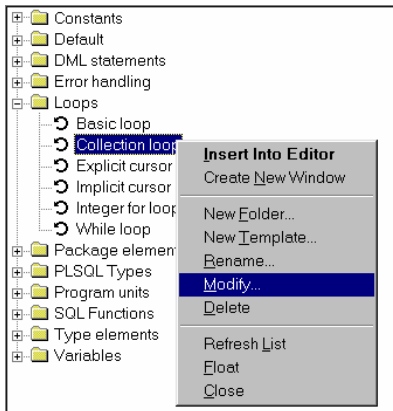 Constants
Default
DML statements
Error handling
Loops
Basic loop
Collection loop
Explicit cursor
Implicit cursor
Integer for loop
While loop
Package elemen
PLSQL Types
Program units
SQL Functions
Type elements
Variables
Insert Into Editor
Create New Window
New Folder...
New Template...
Rename...
Modify...
Delete
Refresh List
Float
Close